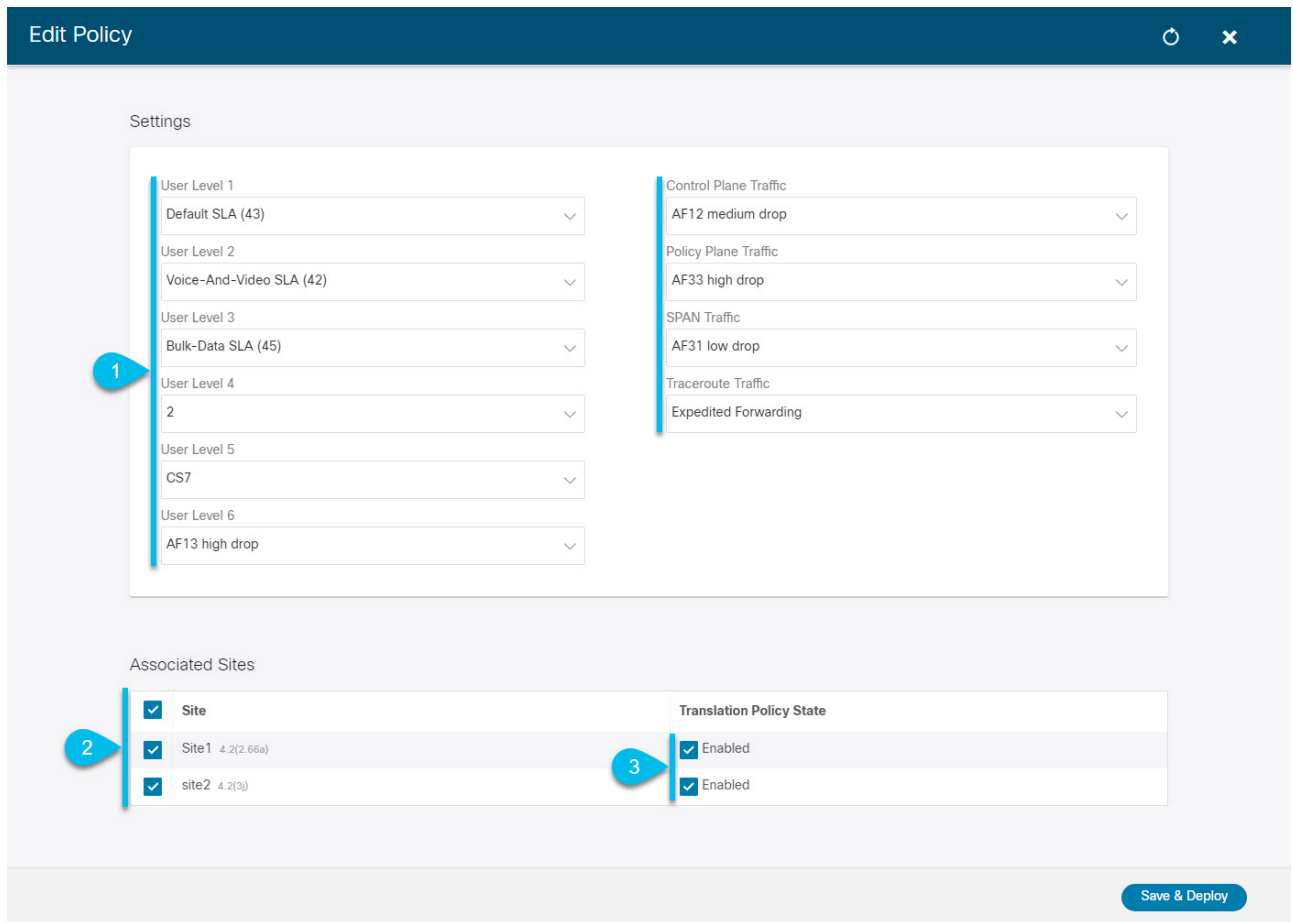 Edit Policy
Settings
User Level 1
Default SLA (43)
User Level 2
Voice-And-Video SLA (42)
User Level 3
Bulk-Data SLA (45)
1
User Level 4
2
User Level 5
CS7
User Level 6
AF13 high drop
Control Plane Traffic
AF12 medium drop
Policy Plane Traffic
AF33 high drop
SPAN Traffic
AF31 low drop
Traceroute Traffic
Expedited Forwarding
Associated Sites
Site Translation Policy State
2
Site1 4.2(2.66a) Enabled
3
site2 4.2(3j) Enabled
Save & Deploy